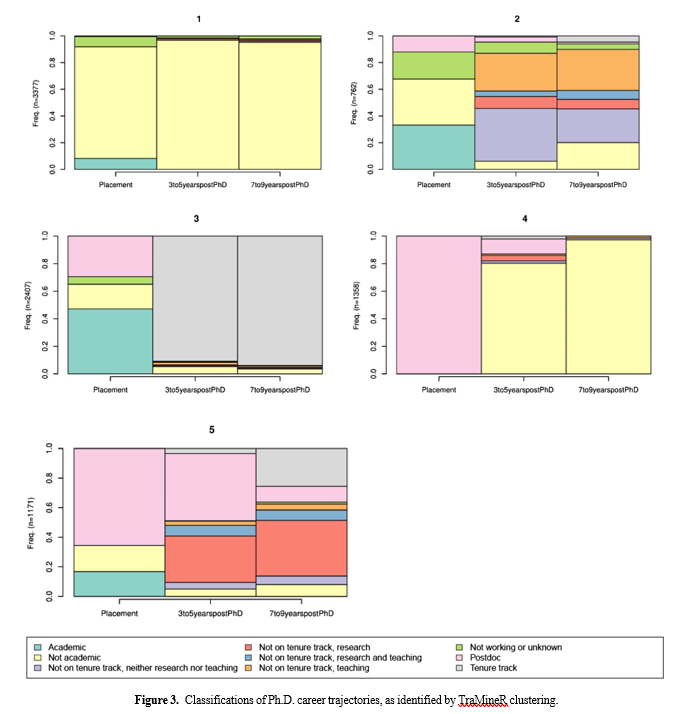 1
Freq. (n=3377)
0.0 0.2 0.4 0.6 0.8 1.0
Placement 3to5yearspostPhD 7to9yearspostPhD
2
Freq. (n=762)
0.0 0.2 0.4 0.6 0.8 1.0
Placement 3to5yearspostPhD 7to9yearspostPhD
3
Freq. (n=2407)
0.0 0.2 0.4 0.6 0.8 1.0
Placement 3to5yearspostPhD 7to9yearspostPhD
4
Freq. (n=1358)
0.0 0.2 0.4 0.6 0.8 1.0
Placement 3to5yearspostPhD 7to9yearspostPhD
5
Freq. (n=1171)
0.0 0.2 0.4 0.6 0.8 1.0
Placement 3to5yearspostPhD 7to9yearspostPhD
Academic
Not academic
Not on tenure track, neither research nor teaching
Not on tenure track, research
Not on tenure track, research and teaching
Not on tenure track, teaching
Not working or unknown
Postdoc
Tenure track
Figure 3. Classifications of Ph.D. career trajectories, as identified by TraMineR clustering.